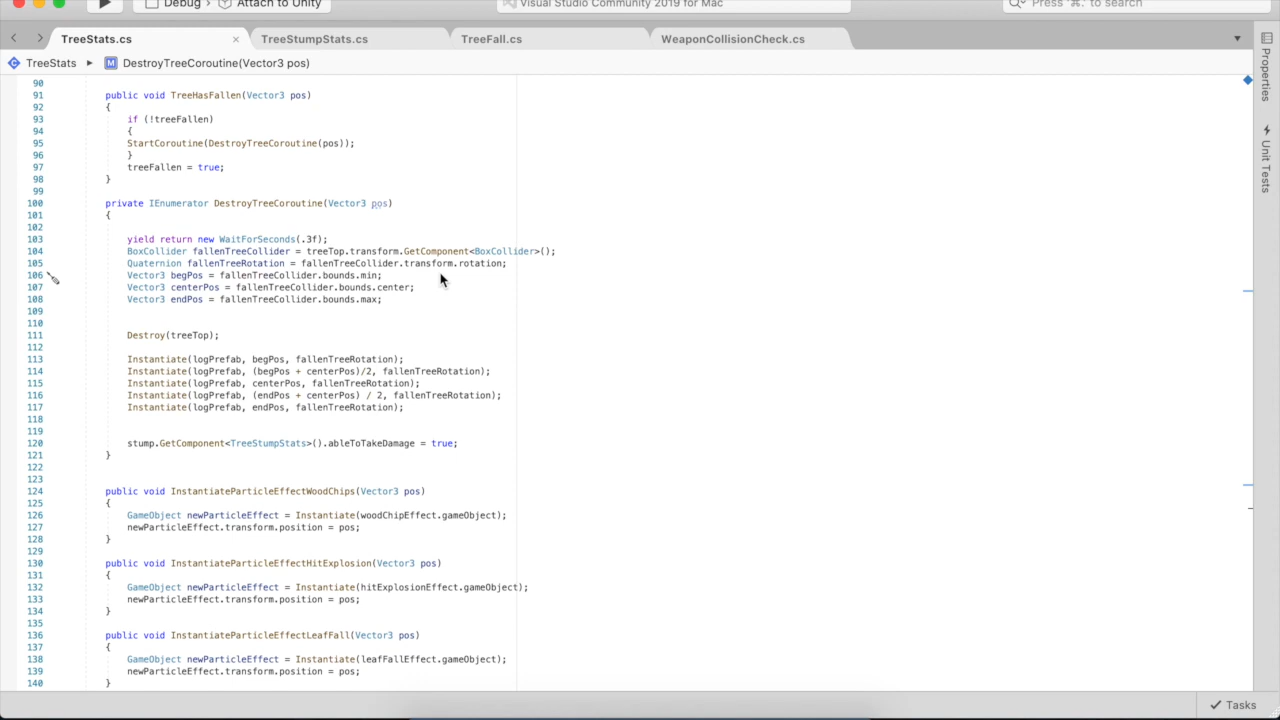 Debug > Attach to Unity
Visual Studio Community 2019 for Mac
Press '⌘.' to search
TreeStats.cs
TreeStumpStats.cs
TreeFall.cs
WeaponCollisionCheck.cs
TreeStats ▶ M DestroyTreeCoroutine(Vector3 pos)
90
91 public void TreeHasFallen(Vector3 pos)
92 {
93 if (!treeFallen)
94 {
95 StartCoroutine(DestroyTreeCoroutine(pos));
96 }
97 treeFallen = true;
98 }
99
100 private IEnumerator DestroyTreeCoroutine(Vector3 pos)
101 {
102
103 yield return new WaitForSeconds(.3f);
104 BoxCollider fallenTreeCollider = treeTop.transform.GetComponent<BoxCollider>();
105 Quaternion fallenTreeRotation = fallenTreeCollider.transform.rotation;
106 Vector3 begPos = fallenTreeCollider.bounds.min;
107 Vector3 centerPos = fallenTreeCollider.bounds.center;
108 Vector3 endPos = fallenTreeCollider.bounds.max;
109
110
111 Destroy(treeTop);
112
113 Instantiate(logPrefab, begPos, fallenTreeRotation);
114 Instantiate(logPrefab, (begPos + centerPos)/2, fallenTreeRotation);
115 Instantiate(logPrefab, centerPos, fallenTreeRotation);
116 Instantiate(logPrefab, (endPos + centerPos) / 2, fallenTreeRotation);
117 Instantiate(logPrefab, endPos, fallenTreeRotation);
118
119
120 stump.GetComponent<TreeStumpStats>().ableToTakeDamage = true;
121 }
122
123
124 public void InstantiateParticleEffectWoodChips(Vector3 pos)
125 {
126 GameObject newParticleEffect = Instantiate(woodChipEffect.gameObject);
127 newParticleEffect.transform.position = pos;
128 }
129
130 public void InstantiateParticleEffectHitExplosion(Vector3 pos)
131 {
132 GameObject newParticleEffect = Instantiate(hitExplosionEffect.gameObject);
133 newParticleEffect.transform.position = pos;
134 }
135
136 public void InstantiateParticleEffectLeafFall(Vector3 pos)
137 {
138 GameObject newParticleEffect = Instantiate(leafFallEffect.gameObject);
139 newParticleEffect.transform.position = pos;
140 }
Properties
Unit Tests
Tasks